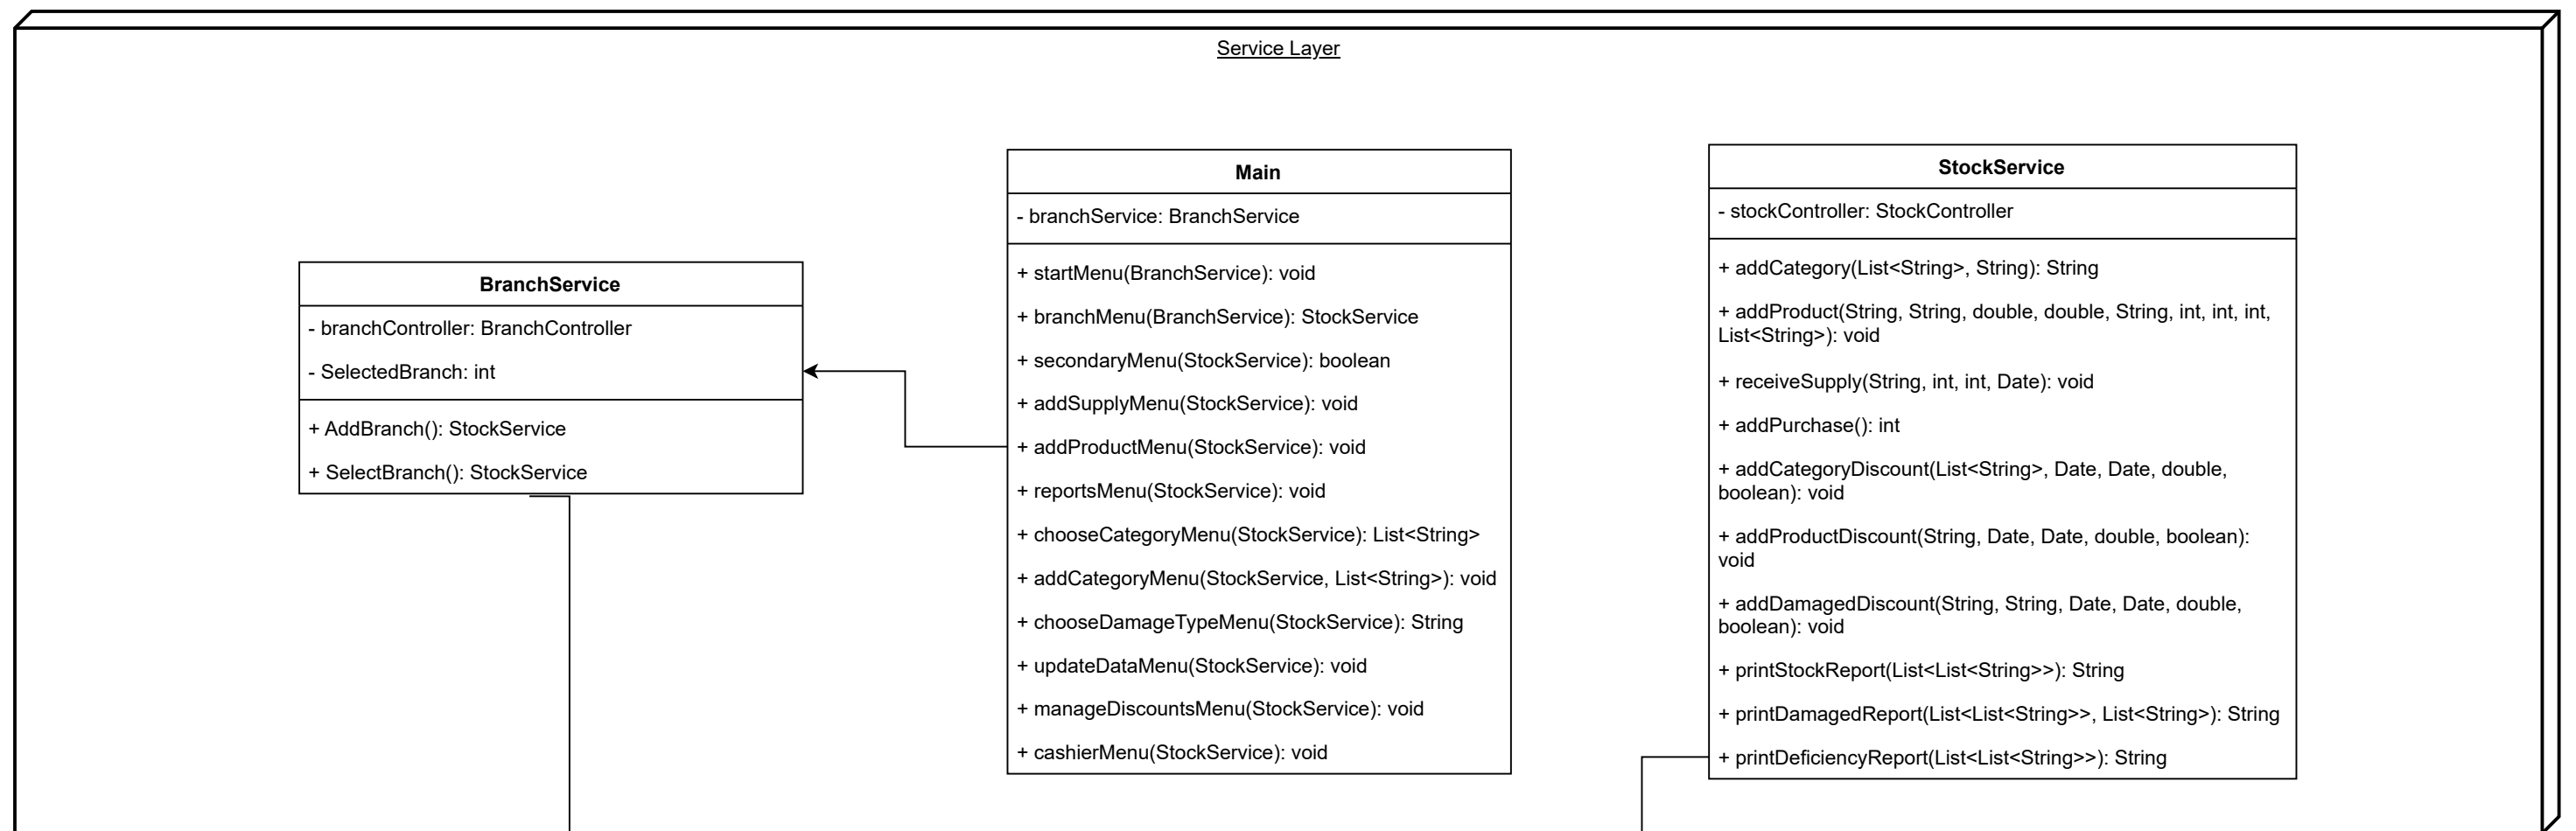 Service Layer
BranchService
- branchController: BranchController
- SelectedBranch: int
+ AddBranch(): StockService
+ SelectBranch(): StockService
Main
- branchService: BranchService
+ startMenu(BranchService): void
+ branchMenu(BranchService): StockService
+ secondaryMenu(StockService): boolean
+ addSupplyMenu(StockService): void
+ addProductMenu(StockService): void
+ reportsMenu(StockService): void
+ chooseCategoryMenu(StockService): List<String>
+ addCategoryMenu(StockService, List<String>): void
+ chooseDamageTypeMenu(StockService): String
+ updateDataMenu(StockService): void
+ manageDiscountsMenu(StockService): void
+ cashierMenu(StockService): void
StockService
- stockController: StockController
+ addCategory(List<String>, String): String
+ addProduct(String, String, double, double, String, int, int, int,
List<String>): void
+ receiveSupply(String, int, int, Date): void
+ addPurchase(): int
+ addCategoryDiscount(List<String>, Date, Date, double,
boolean): void
+ addProductDiscount(String, Date, Date, double, boolean):
void
+ addDamagedDiscount(String, String, Date, Date, double,
boolean): void
+ printStockReport(List<List<String>>): String
+ printDamagedReport(List<List<String>>, List<String>): String
+ printDeficiencyReport(List<List<String>>): String